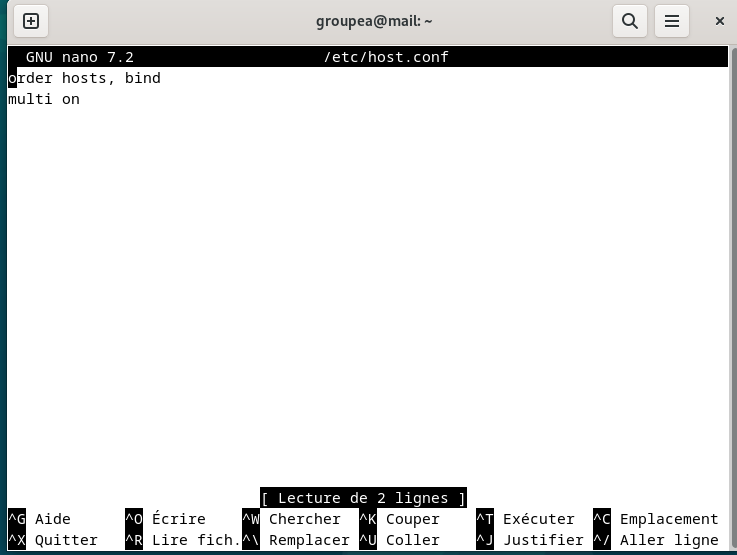 groupea@mail: ~
GNU nano 7.2 /etc/host.conf
order hosts, bind
multi on
[ Lecture de 2 lignes ]
^G Aide ^O Écrire ^W Chercher ^K Couper ^T Exécuter ^C Emplacement
^X Quitter ^R Lire fich. ^\ Remplacer ^U Coller ^J Justifier ^/ Aller ligne